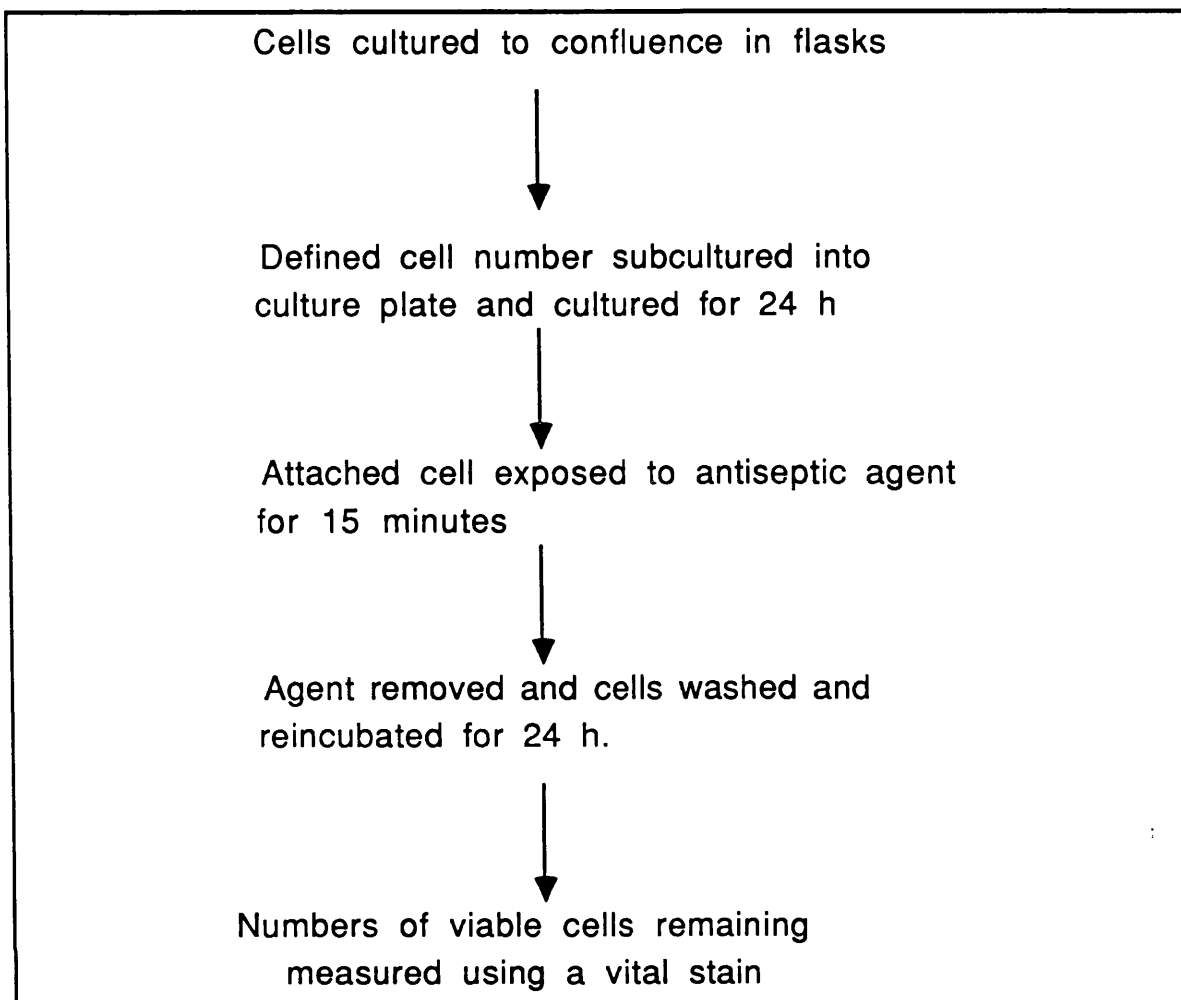 Cells cultured to confluence in flasks
Defined cell number subcultured into
culture plate and cultured for 24 h
Attached cell exposed to antiseptic agent
for 15 minutes
Agent removed and cells washed and
reincubated for 24 h.
Numbers of viable cells remaining
measured using a vital stain